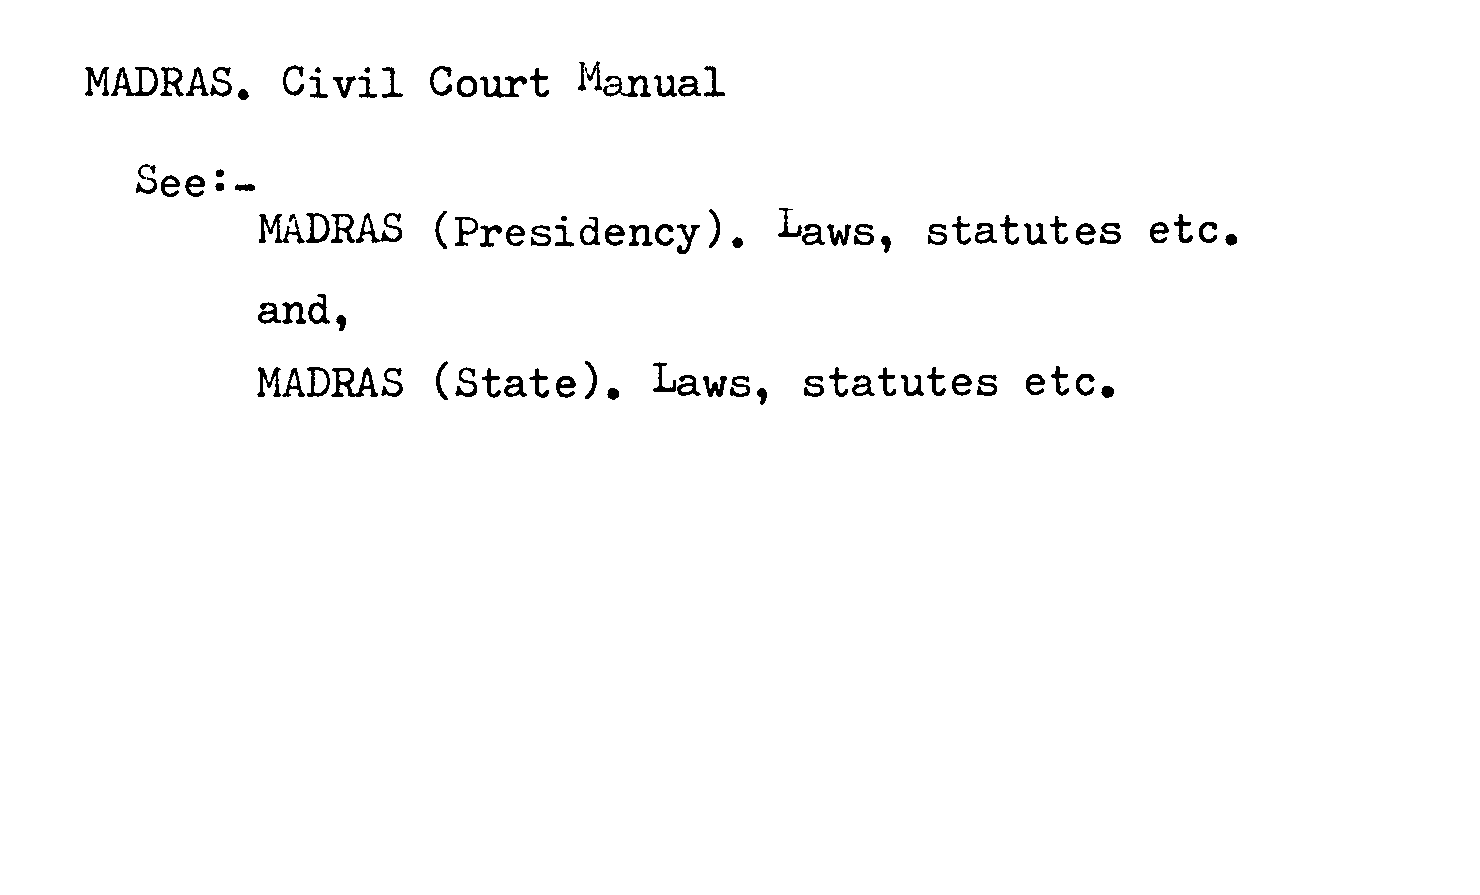 MADRAS. Civil Court Manual
See:-
MADRAS (Presidency). Laws, statutes etc.
and,
MADRAS (State). Laws, statutes etc.